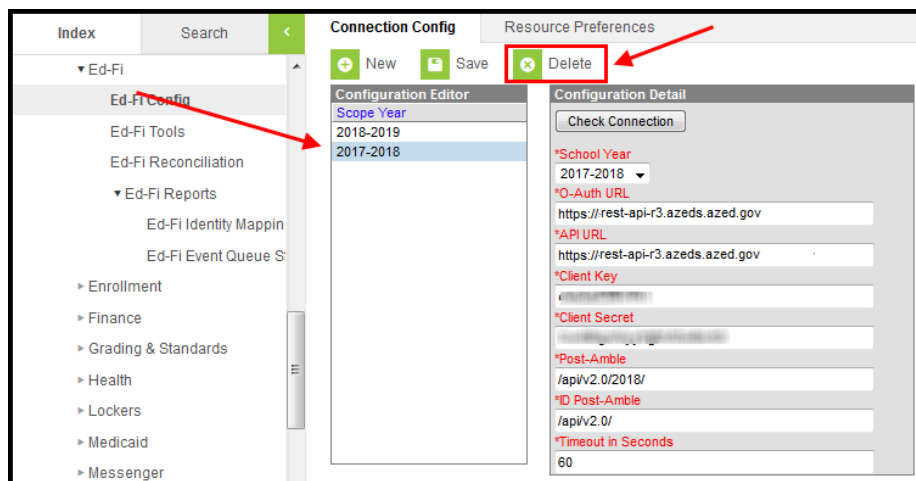 Index
Search
<
Connection Config
Resource Preferences
New
Save
Delete
▾ Ed-Fi
Ed-Fi Config
Ed-Fi Tools
Ed-Fi Reconciliation
▾ Ed-Fi Reports
Ed-Fi Identity Mappin
Ed-Fi Event Queue S
▸ Enrollment
▸ Finance
▸ Grading & Standards
▸ Health
▸ Lockers
▸ Medicaid
▸ Messenger
Configuration Editor
Scope Year
2018-2019
2017-2018
Configuration Detail
Check Connection
*School Year
2017-2018
*O-Auth URL
https://rest-api-r3.azeds.azed.gov
*API URL
https://rest-api-r3.azeds.azed.gov
*Client Key
*Client Secret
*Post-Amble
/api/v2.0/2018/
*ID Post-Amble
/api/v2.0/
*Timeout in Seconds
60